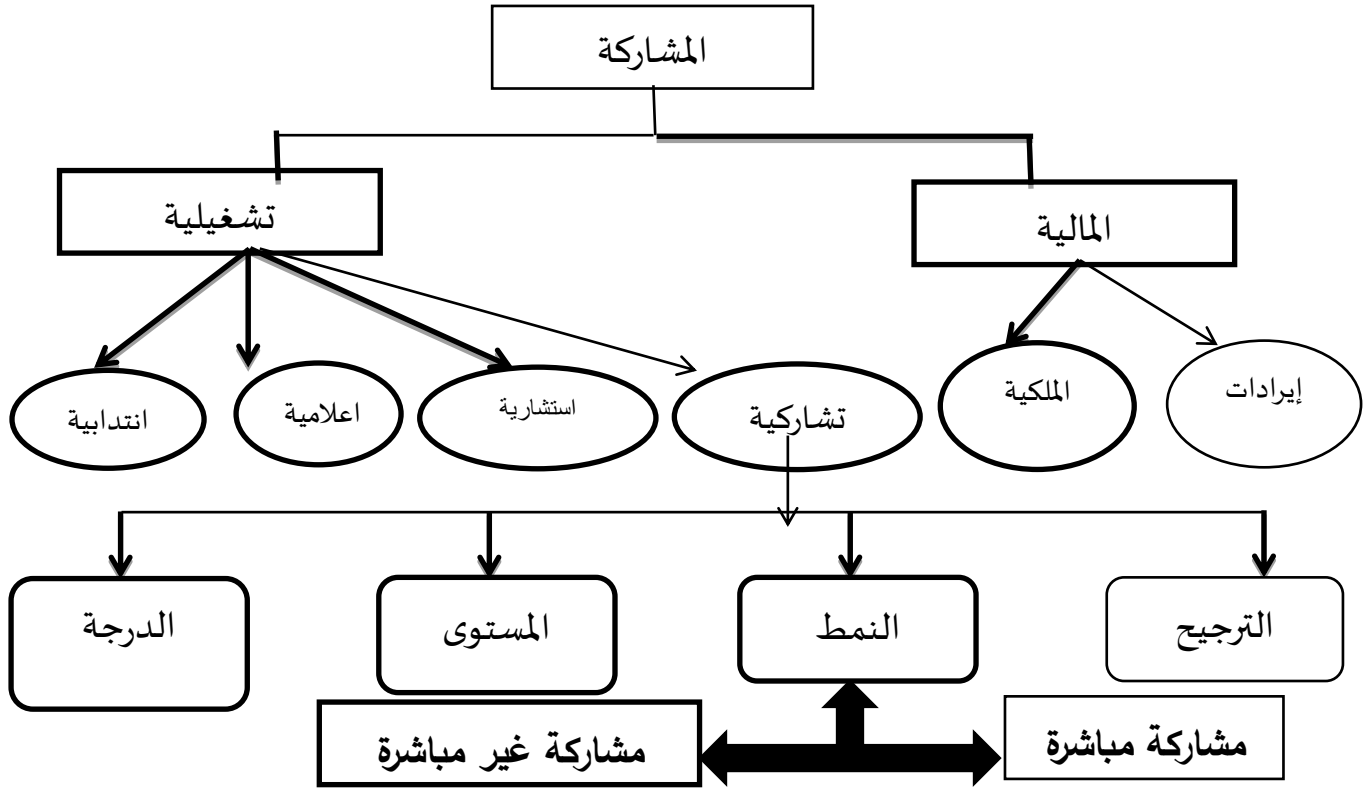 المشاركة
المالية
تشغيلية
إيرادات
الملكية
تشاركية
استشارية
اعلامية
انتدابية
الترجيح
النمط
المستوى
الدرجة
مشاركة مباشرة
مشاركة غير مباشرة